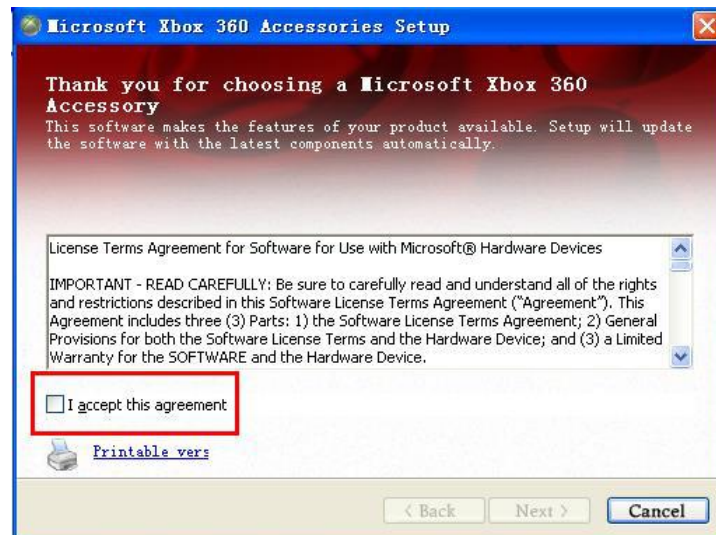 Microsoft Xbox 360 Accessories Setup
Thank you for choosing a Microsoft Xbox 360
Accessory
This software makes the features of your product available. Setup will update
the software with the latest components automatically.
License Terms Agreement for Software for Use with Microsoft® Hardware Devices
IMPORTANT - READ CAREFULLY: Be sure to carefully read and understand all of the rights
and restrictions described in this Software License Terms Agreement ("Agreement"). This
Agreement includes three (3) Parts: 1) the Software License Terms Agreement; 2) General
Provisions for both the Software License Terms and the Hardware Device; and (3) a Limited
Warranty for the SOFTWARE and the Hardware Device.
I accept this agreement
Printable vers
< Back Next > Cancel